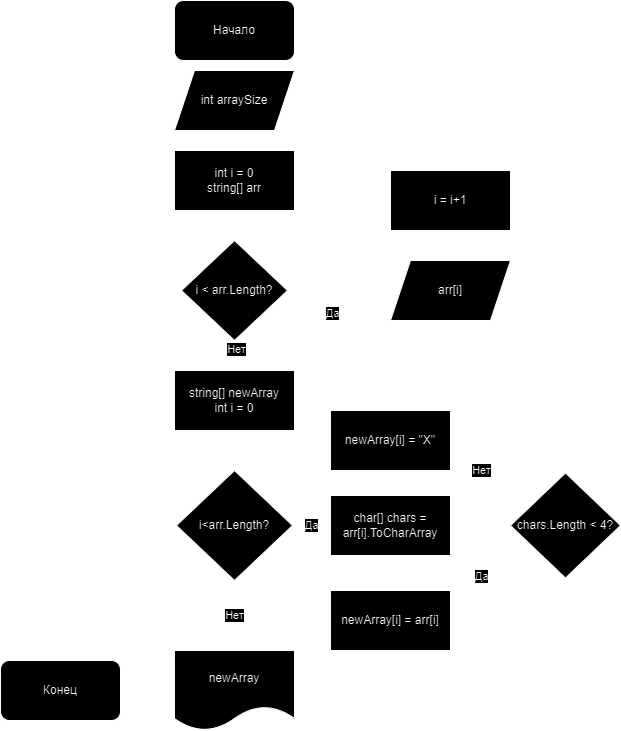 Начало
int arraySize
int i = 0
string[] arr
i = i+1
i < arr.Length?
Да
arr[i]
Нет
string[] newArray
int i = 0
newArray[i] = "X"
Нет
i<arr.Length?
Да
char[] chars =
arr[i].ToCharArray
chars.Length < 4?
Да
Нет
newArray[i] = arr[i]
newArray
Конец